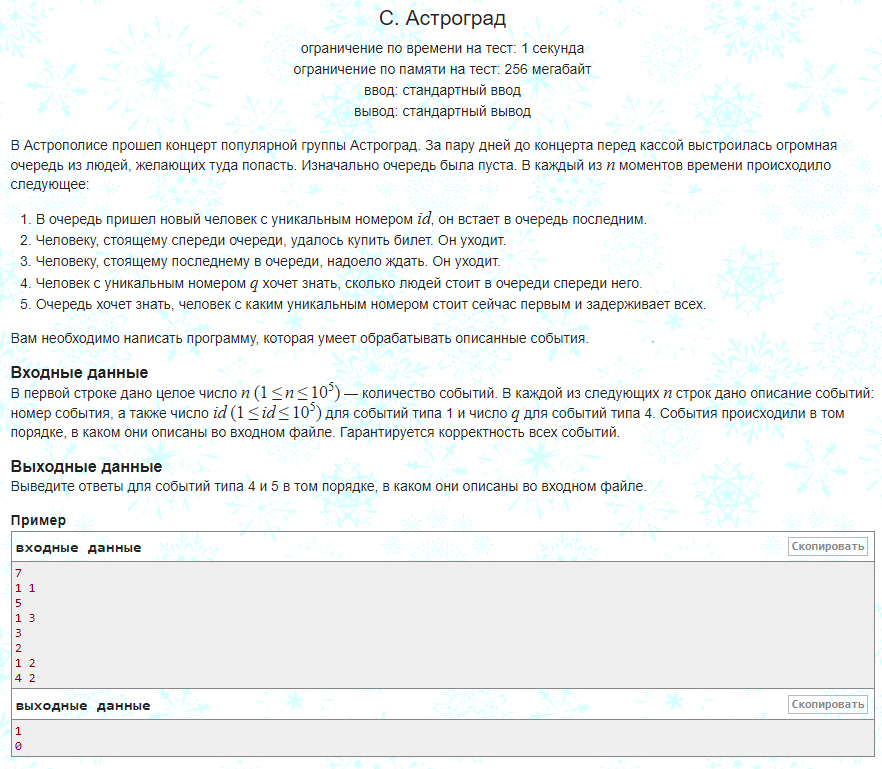 С. Астроград
ограничение по времени на тест: 1 секунда
ограничение по памяти на тест: 256 мегабайт
ввод: стандартный ввод
вывод: стандартный вывод
В Астрополисе прошел концерт популярной группы Астроград. За пару дней до концерта перед кассой выстроилась огромная
очередь из людей, желающих туда попасть. Изначально очередь была пуста. В каждый из n моментов времени происходило
следующее:
1. В очередь пришел новый человек с уникальным номером id, он встает в очередь последним.
2. Человеку, стоящему спереди очереди, удалось купить билет. Он уходит.
3. Человеку, стоящему последнему в очереди, надоело ждать. Он уходит.
4. Человек с уникальным номером q хочет знать, сколько людей стоит в очереди спереди него.
5. Очередь хочет знать, человек с каким уникальным номером стоит сейчас первым и задерживает всех.
Вам необходимо написать программу, которая умеет обрабатывать описанные события.
Входные данные
В первой строке дано целое число n (1 ≤ n ≤ 10⁵) — количество событий. В каждой из следующих n строк дано описание событий:
номер события, а также число id (1 ≤ id ≤ 10⁵) для событий типа 1 и число q для событий типа 4. События происходили в том
порядке, в каком они описаны во входном файле. Гарантируется корректность всех событий.
Выходные данные
Выведите ответы для событий типа 4 и 5 в том порядке, в каком они описаны во входном файле.
Пример
входные данные
Скопировать
7
1 1
5
1 3
3
2
1 2
4 2
выходные данные
Скопировать
1
0